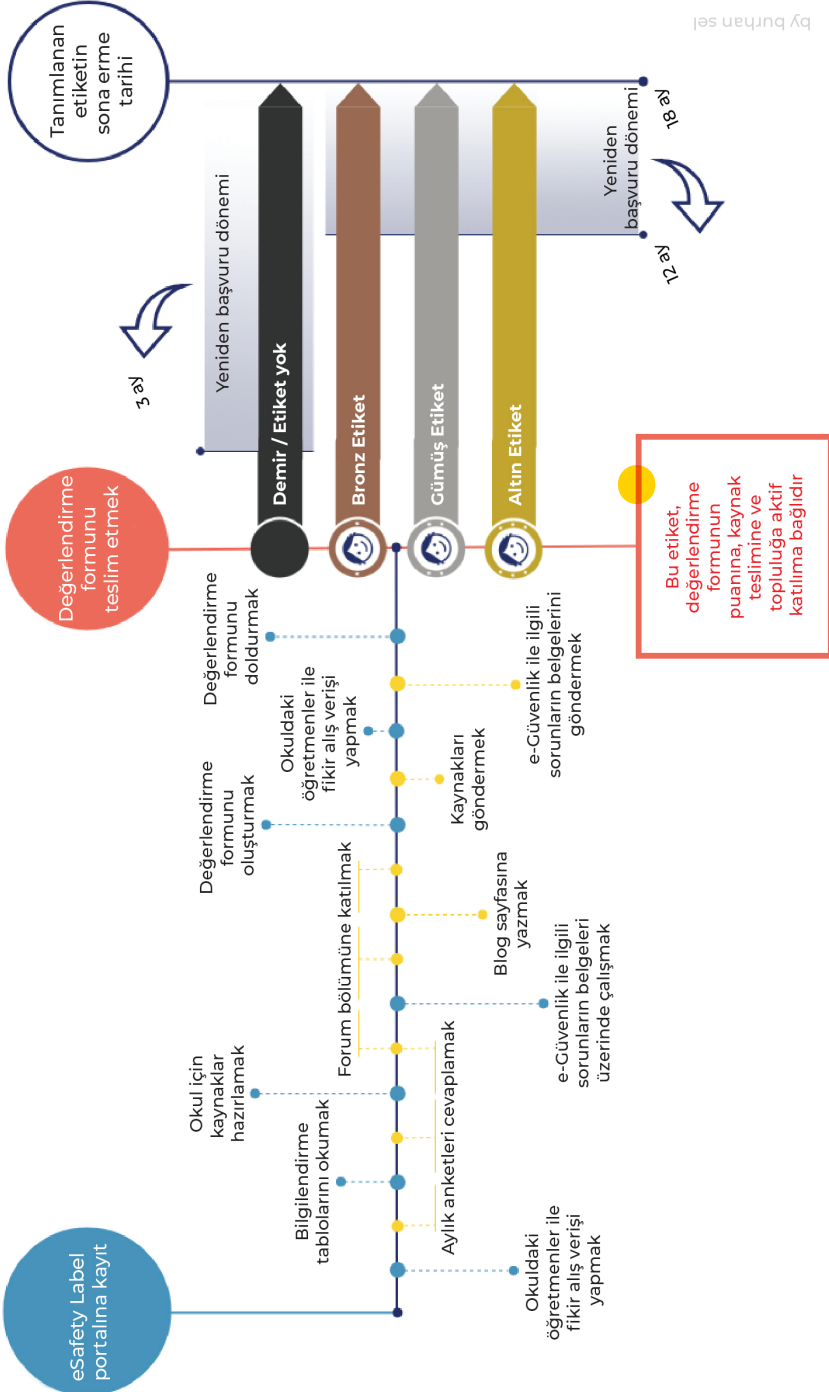 eSafety Label
portalına kayıt
Okuldaki
öğretmenler ile
fikir alış verişi
yapmak
Bilgilendirme
tablolarını okumak
Aylık anketleri cevaplamak
Okul için
kaynaklar
hazırlamak
Forum bölümüne katılmak
e-Güvenlik ile ilgili
sorunların belgeleri
üzerinde çalışmak
Blog sayfasına
yazmak
Değerlendirme
formunu
oluşturmak
Kaynakları
göndermek
Okuldaki
öğretmenler ile
fikir alış verişi
yapmak
e-Güvenlik ile ilgili
sorunların belgelerini
göndermek
Değerlendirme
formunu
doldurmak
Değerlendirme
formunu
teslim etmek
Demir / Etiket yok
Bronz Etiket
Gümüş Etiket
Altın Etiket
Bu etiket,
değerlendirme
formunun
puanına, kaynak
teslimine ve
topluluğa aktif
katılıma bağlıdır
3 ay
Yeniden başvuru dönemi
Yeniden
başvuru dönemi
12 ay
18 ay
Tanımlanan
etiketin
sona erme
tarihi
by burhan sel